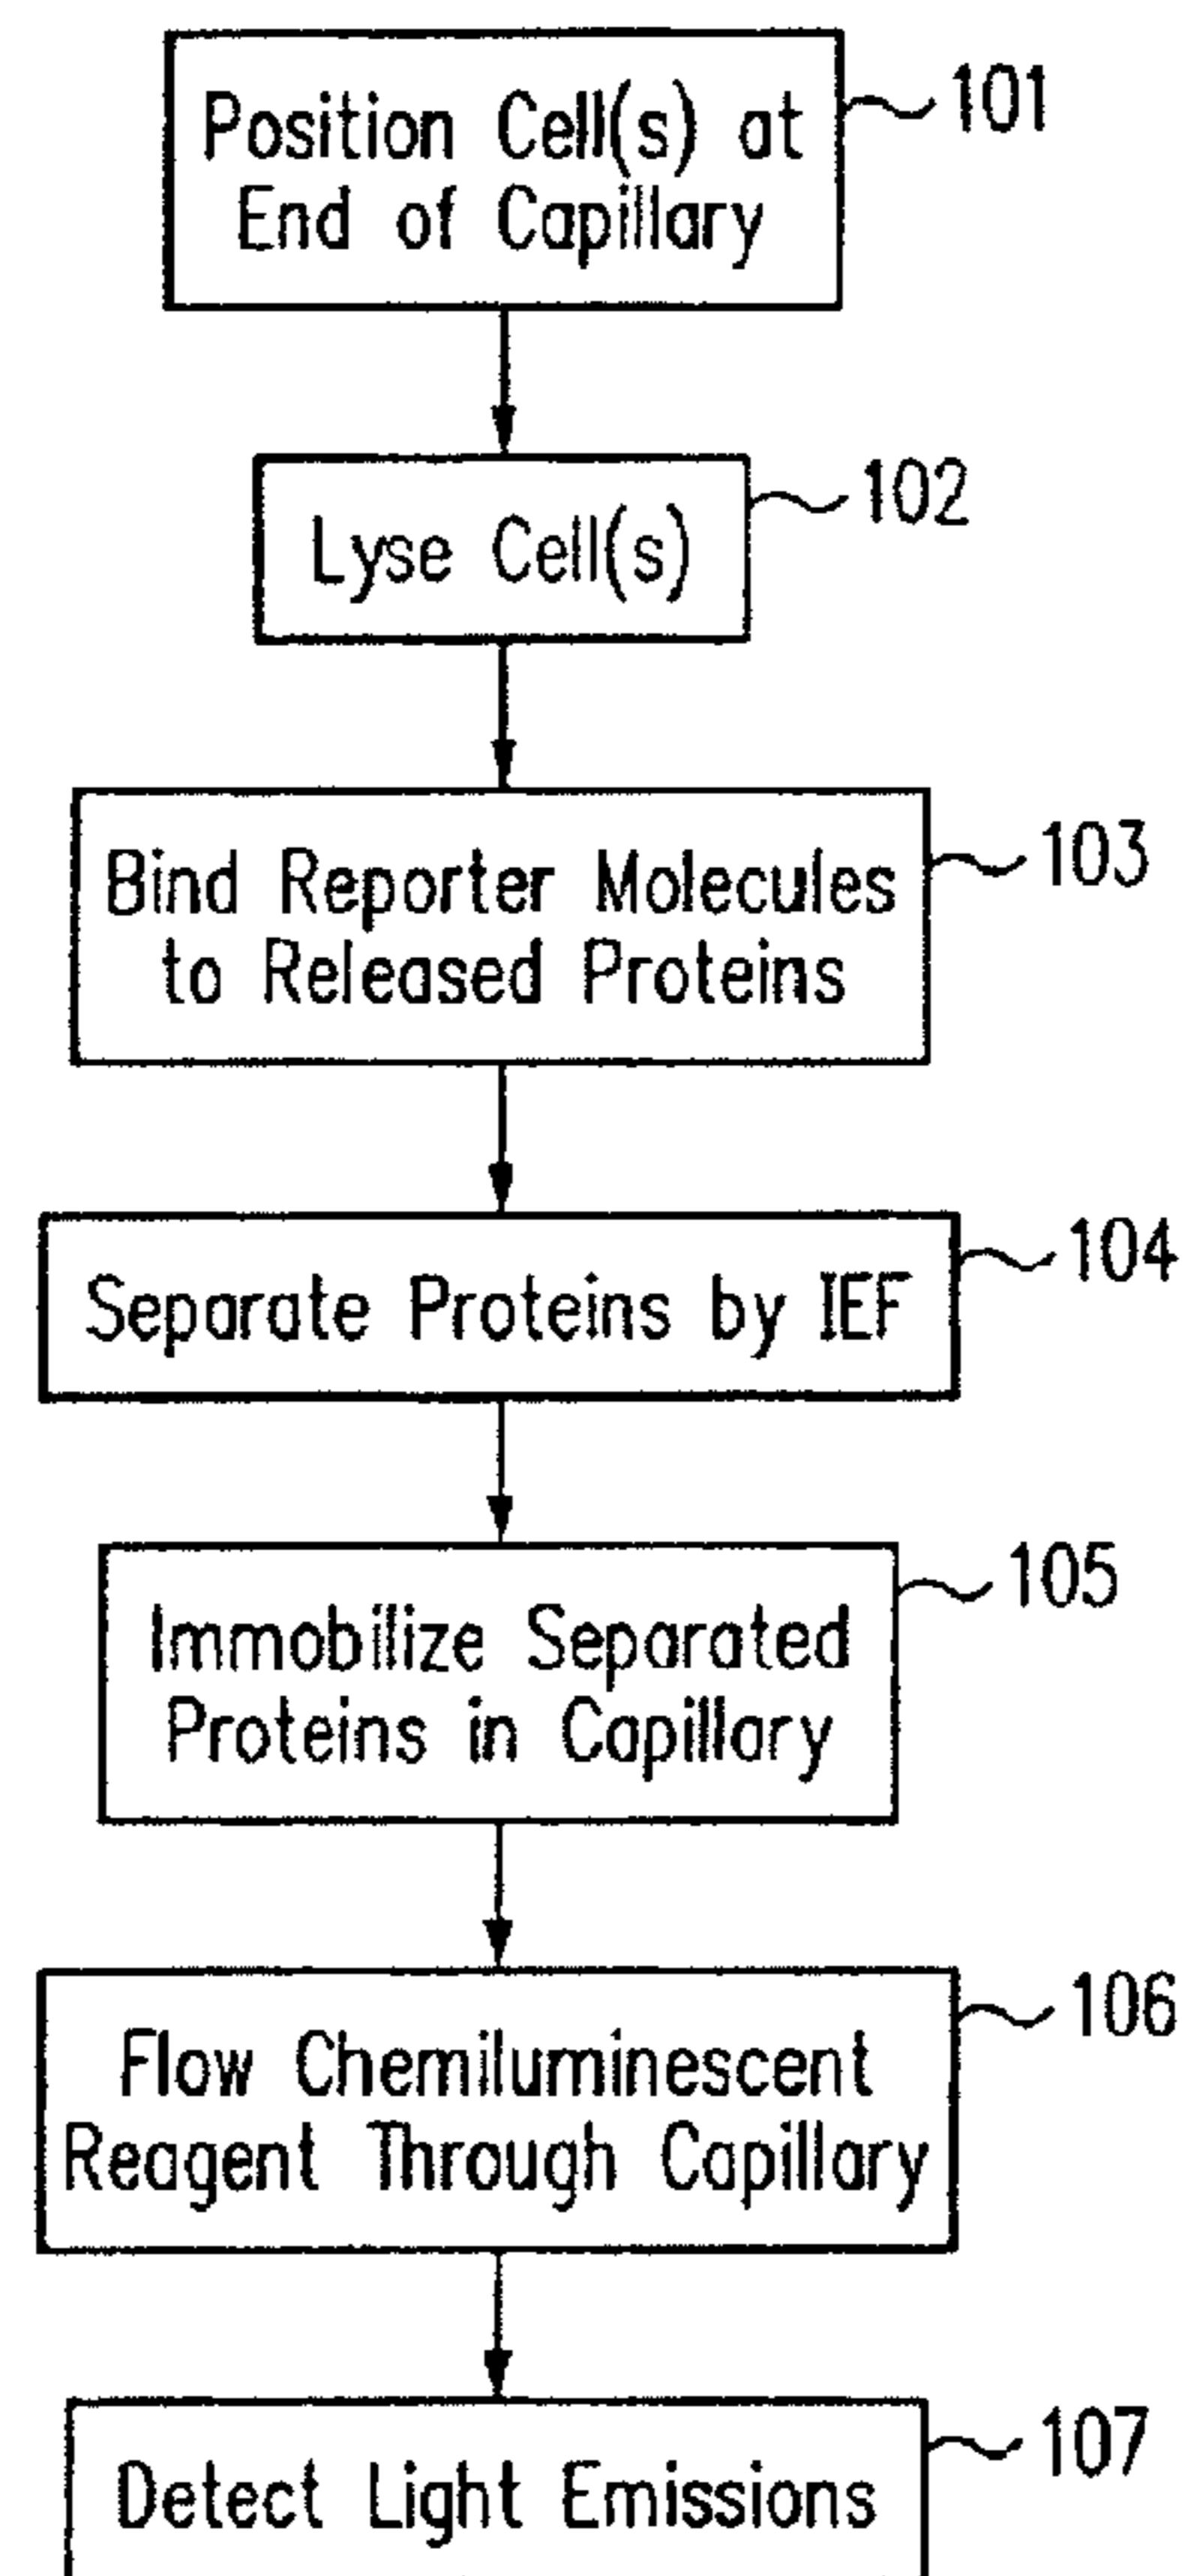 Position Cell(s) at
End of Capillary
101
Lyse Cell(s)
102
Bind Reporter Molecules
to Released Proteins
103
Separate Proteins by IEF
104
Immobilize Separated
Proteins in Capillary
105
Flow Chemiluminescent
Reagent Through Capillary
106
Detect Light Emissions
107